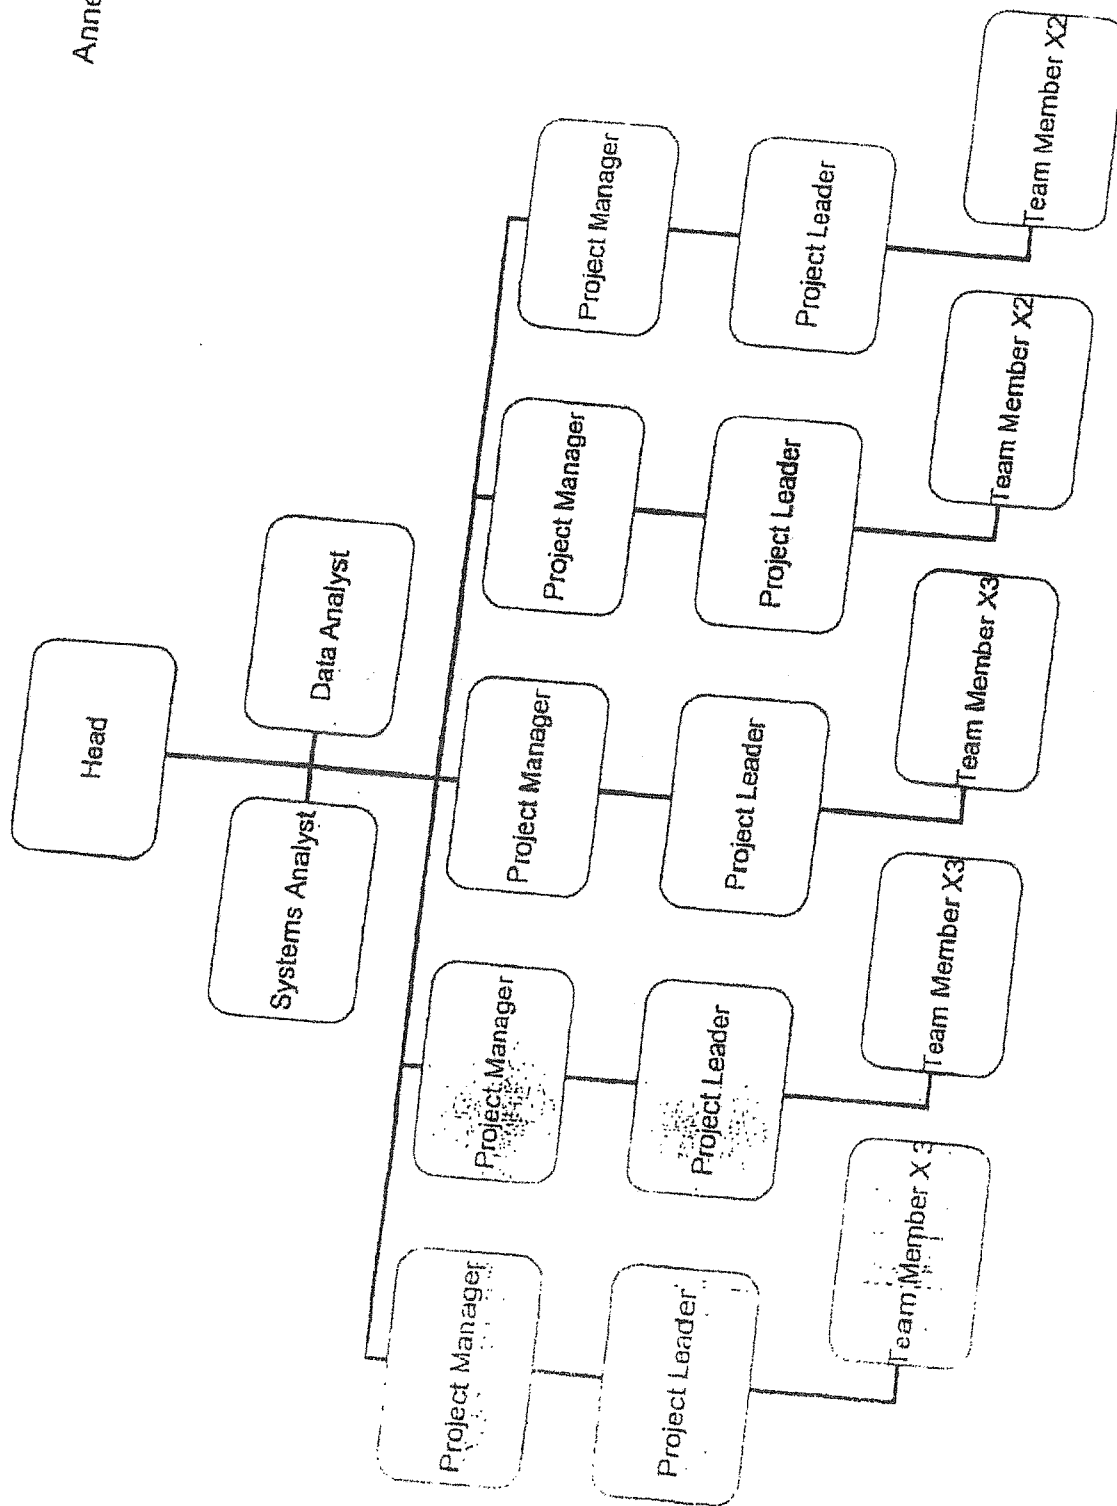 Head
Systems Analyst
Data Analyst
Project Manager
Project Manager
Project Manager
Project Manager
Project Manager
Project Leader
Project Leader
Project Leader
Project Leader
Project Leader
Team Member X 3
Team Member X3
Team Member X3
Team Member X2
Team Member X2